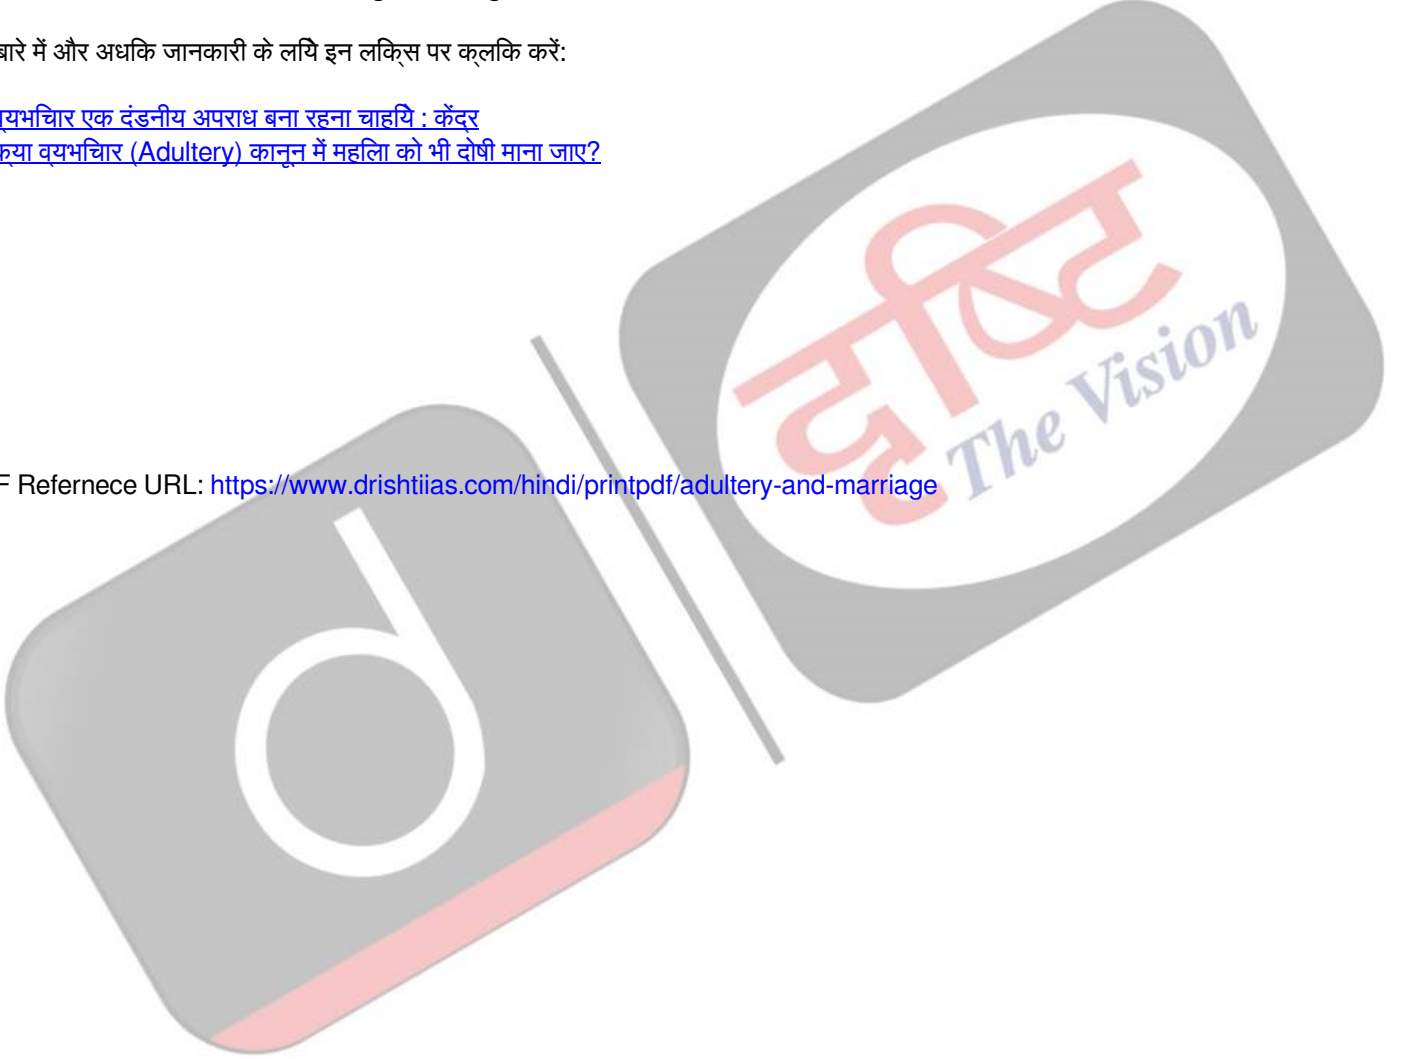 बारे में और अधिक जानकारी के लिये इन लिंक्स पर क्लिक करें:
व्यभिचार एक दंडनीय अपराध बना रहना चाहिये : केंद्र
क्या व्यभिचार (Adultery) कानून में महिला को भी दोषी माना जाए?
दृष्टि
The Vision
F Refernece URL: https://www.drishtiias.com/hindi/printpdf/adultery-and-marriage
d